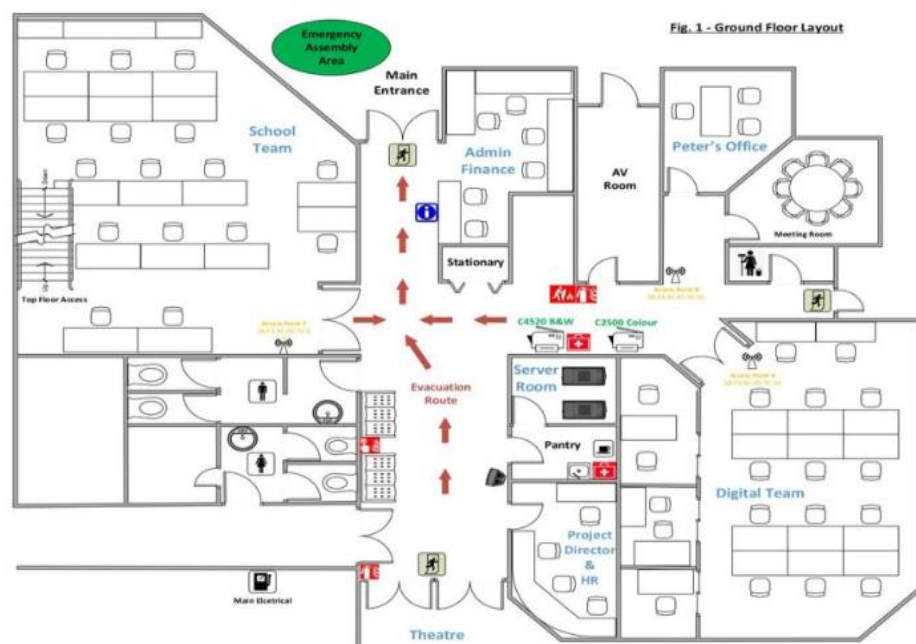 Fig. 1 - Ground Floor Layout
Emergency
Assembly
Area
Main
Entrance
School
Team
Admin
Finance
AV
Room
Peter's Office
Meeting Room
Stationary
Up
Top Floor Access
C4520 B&W
C2500 Colour
Server
Room
Evacuation
Route
Pantry
Digital Team
Project
Director
&
HR
Main Elcetrical
Theatre